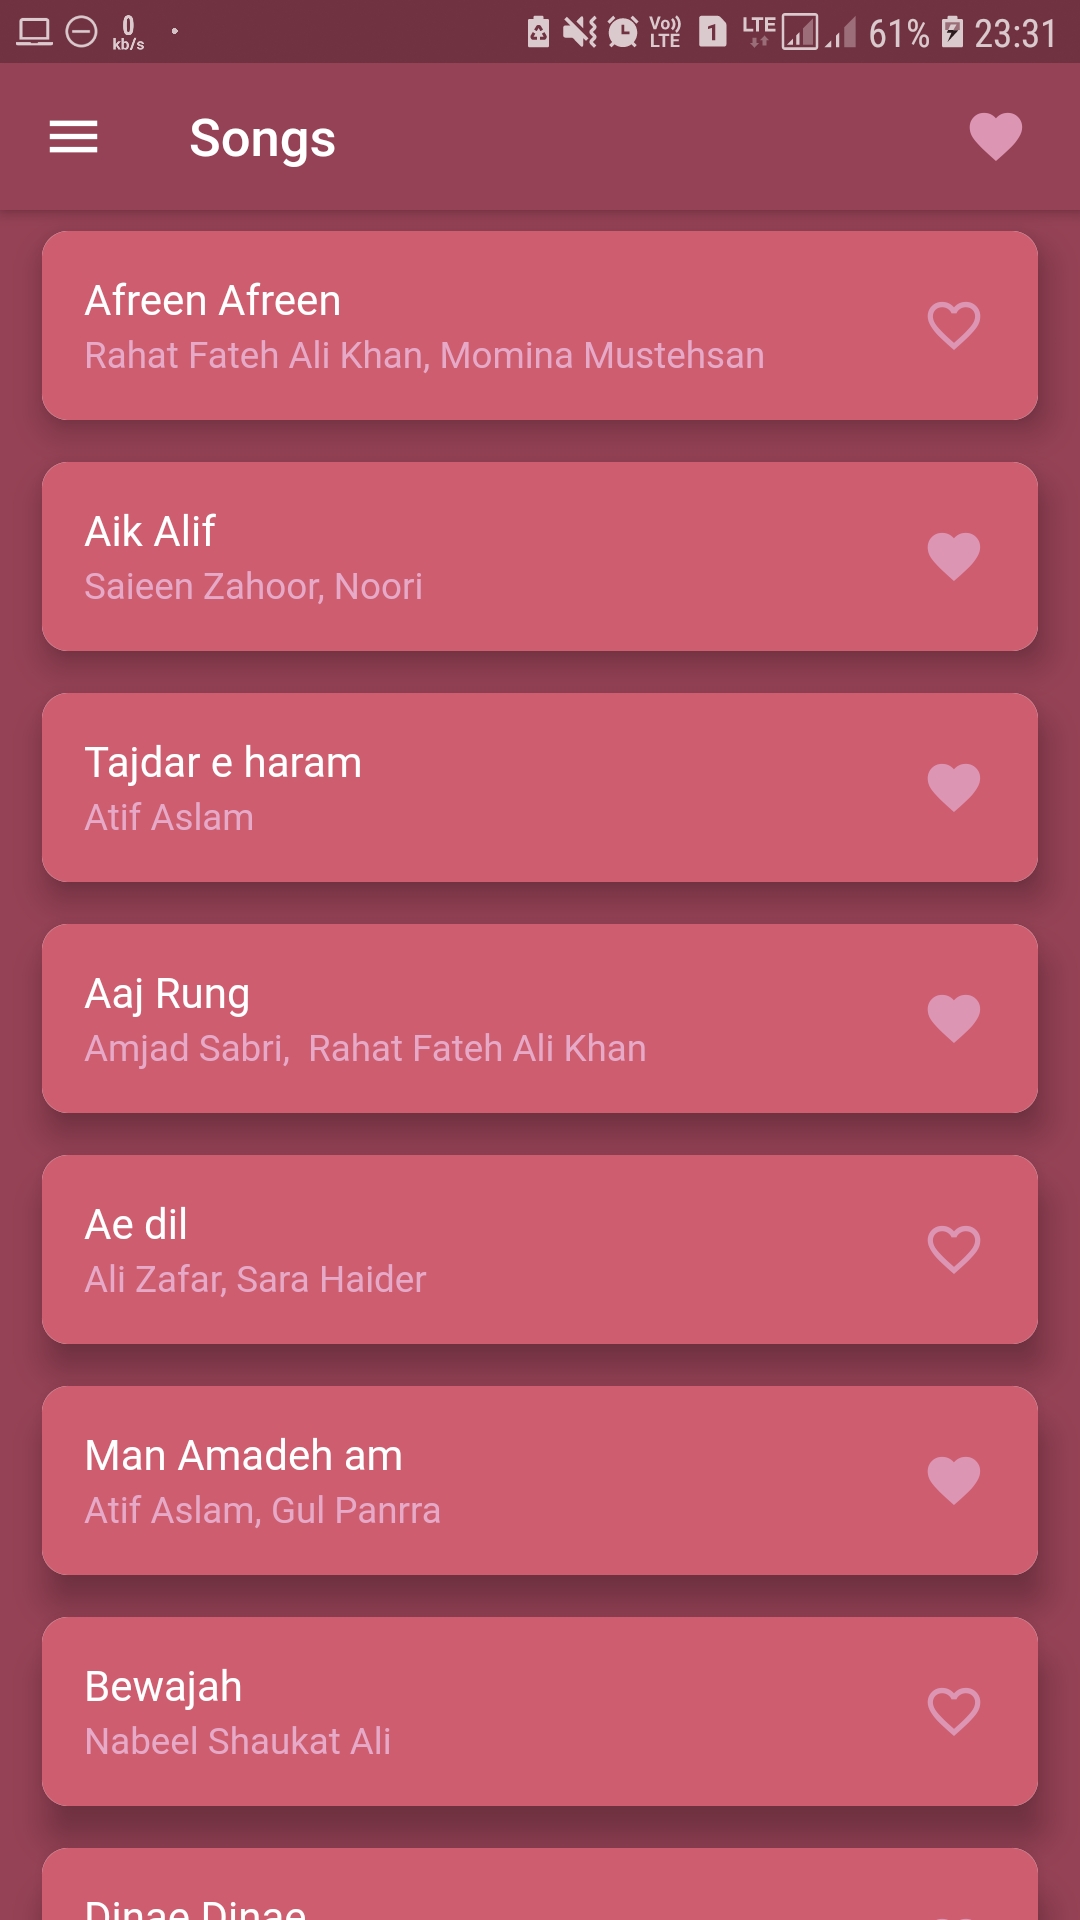 0 kb/s Vo)) LTE 1 LTE 61% 23:31
Songs
Afreen Afreen
Rahat Fateh Ali Khan, Momina Mustehsan
Aik Alif
Saieen Zahoor, Noori
Tajdar e haram
Atif Aslam
Aaj Rung
Amjad Sabri,  Rahat Fateh Ali Khan
Ae dil
Ali Zafar, Sara Haider
Man Amadeh am
Atif Aslam, Gul Panrra
Bewajah
Nabeel Shaukat Ali
Dinae Dinae